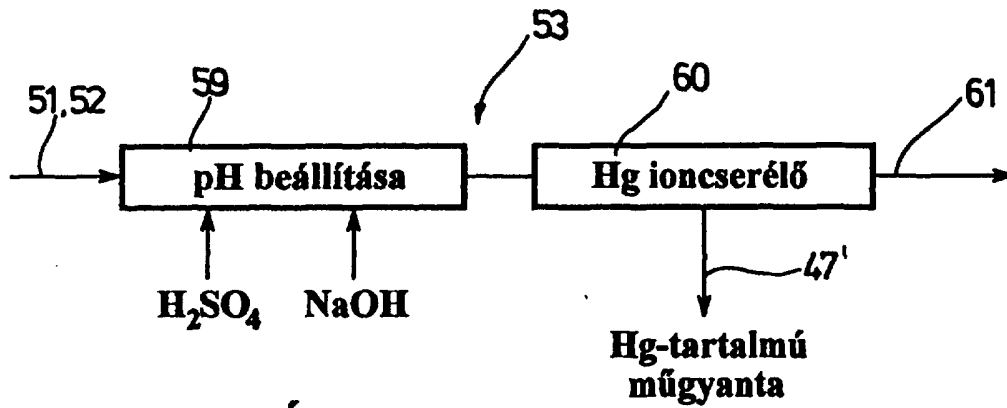 53
51,52
59
60
61
pH beállítása
Hg ioncserélő
H₂SO₄
NaOH
47'
Hg-tartalmú
műgyanta